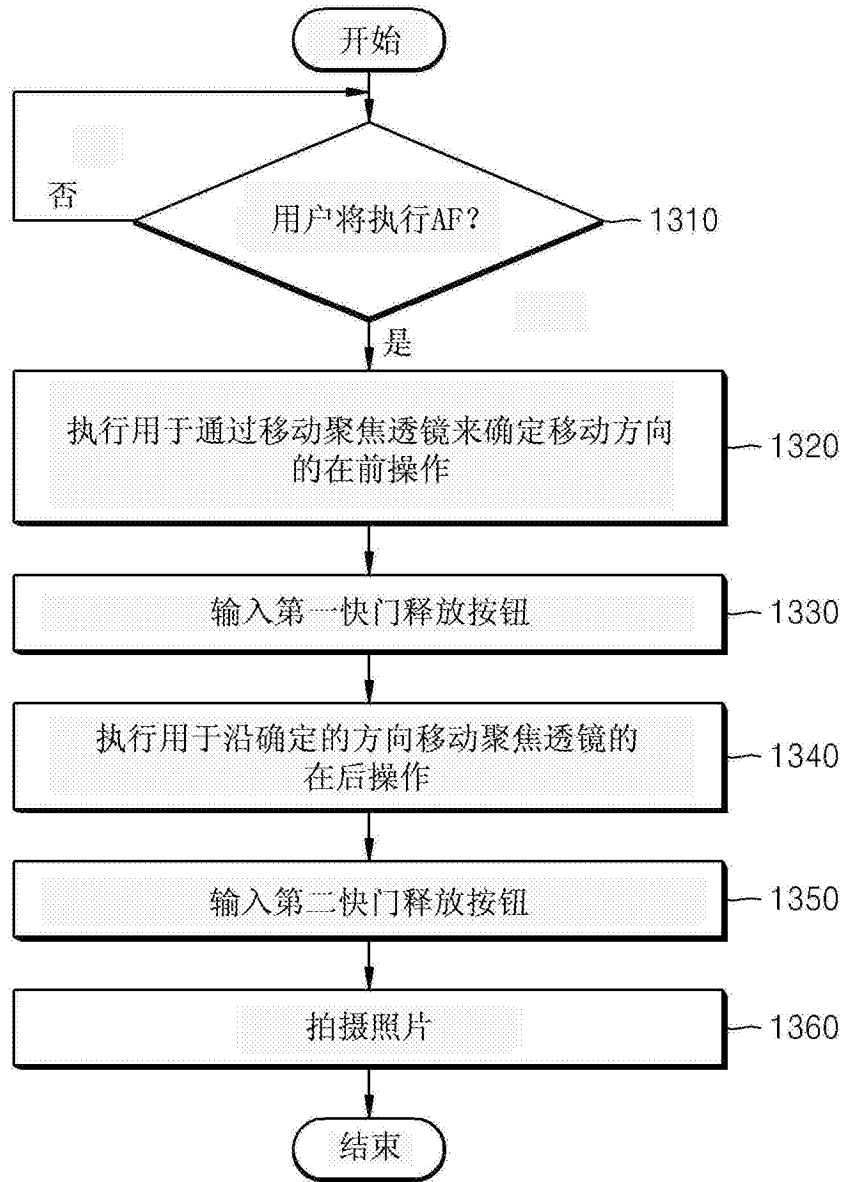 开始
否
用户将执行AF?
1310
是
执行用于通过移动聚焦透镜来确定移动方向
的在前操作
1320
输入第一快门释放按钮
1330
执行用于沿确定的方向移动聚焦透镜的
在后操作
1340
输入第二快门释放按钮
1350
拍摄照片
1360
结束